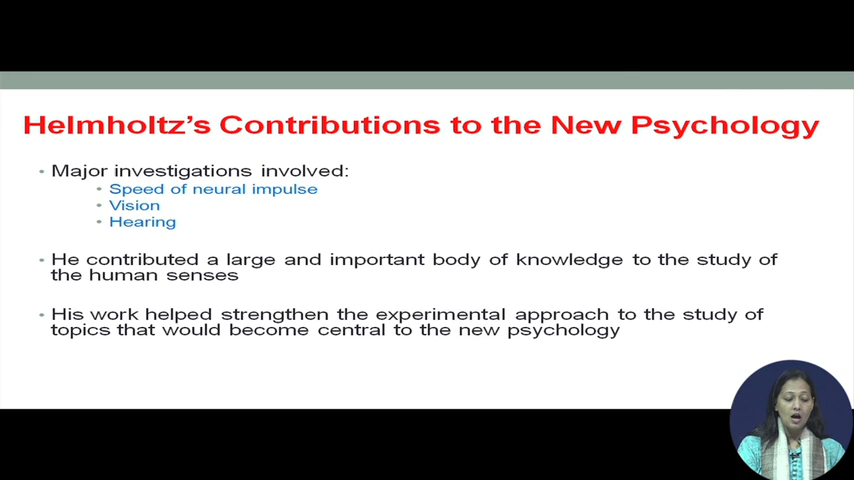 Helmholtz's Contributions to the New Psychology
• Major investigations involved:
• Speed of neural impulse
• Vision
• Hearing
• He contributed a large and important body of knowledge to the study of
the human senses
• His work helped strengthen the experimental approach to the study of
topics that would become central to the new psychology